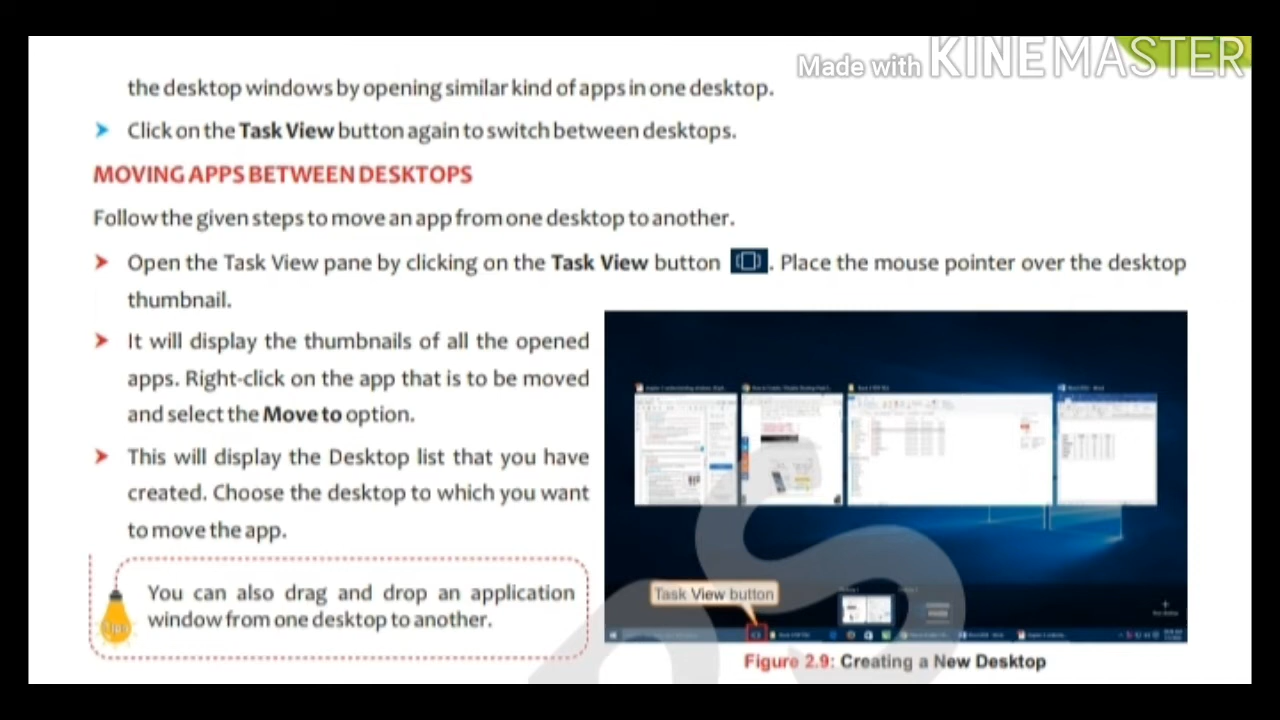 Made with KINEMASTER
the desktop windows by opening similar kind of apps in one desktop.
➤ Click on the Task View button again to switch between desktops.
MOVING APPS BETWEEN DESKTOPS
Follow the given steps to move an app from one desktop to another.
➤ Open the Task View pane by clicking on the Task View button . Place the mouse pointer over the desktop
thumbnail.
➤ It will display the thumbnails of all the opened
apps. Right-click on the app that is to be moved
and select the Move to option.
➤ This will display the Desktop list that you have
created. Choose the desktop to which you want
to move the app.
You can also drag and drop an application
window from one desktop to another.
Tips
Task View button
Figure 2.9: Creating a New Desktop